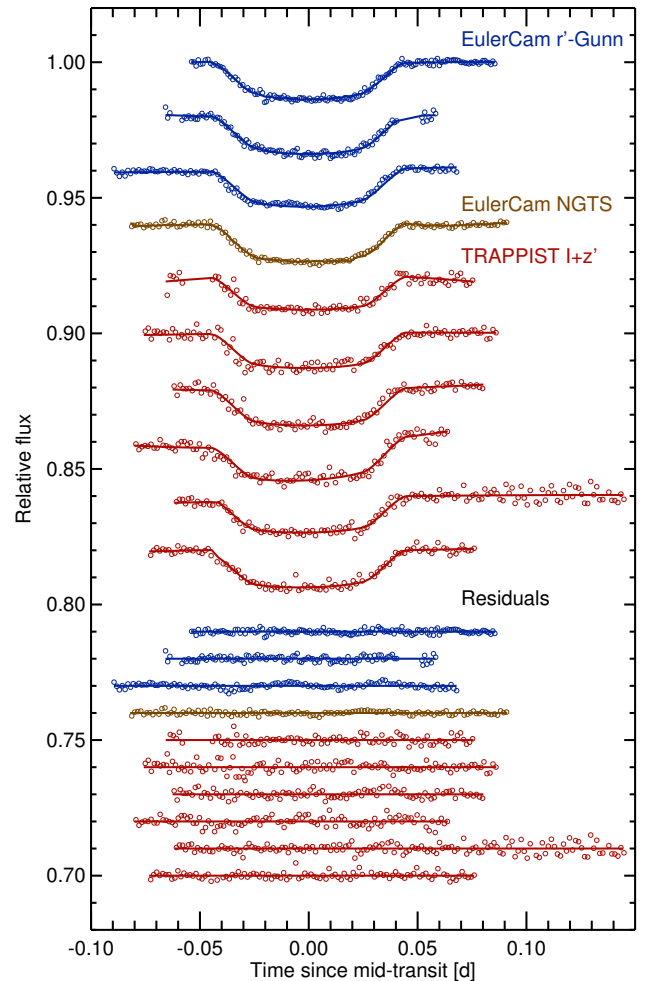 EulerCam r'-Gunn
1.00
0.95
EulerCam NGTS
TRAPPIST I+z'
0.90
0.85
Relative flux
0.80
Residuals
0.75
0.70
-0.10 -0.05 0.00 0.05 0.10
Time since mid-transit [d]